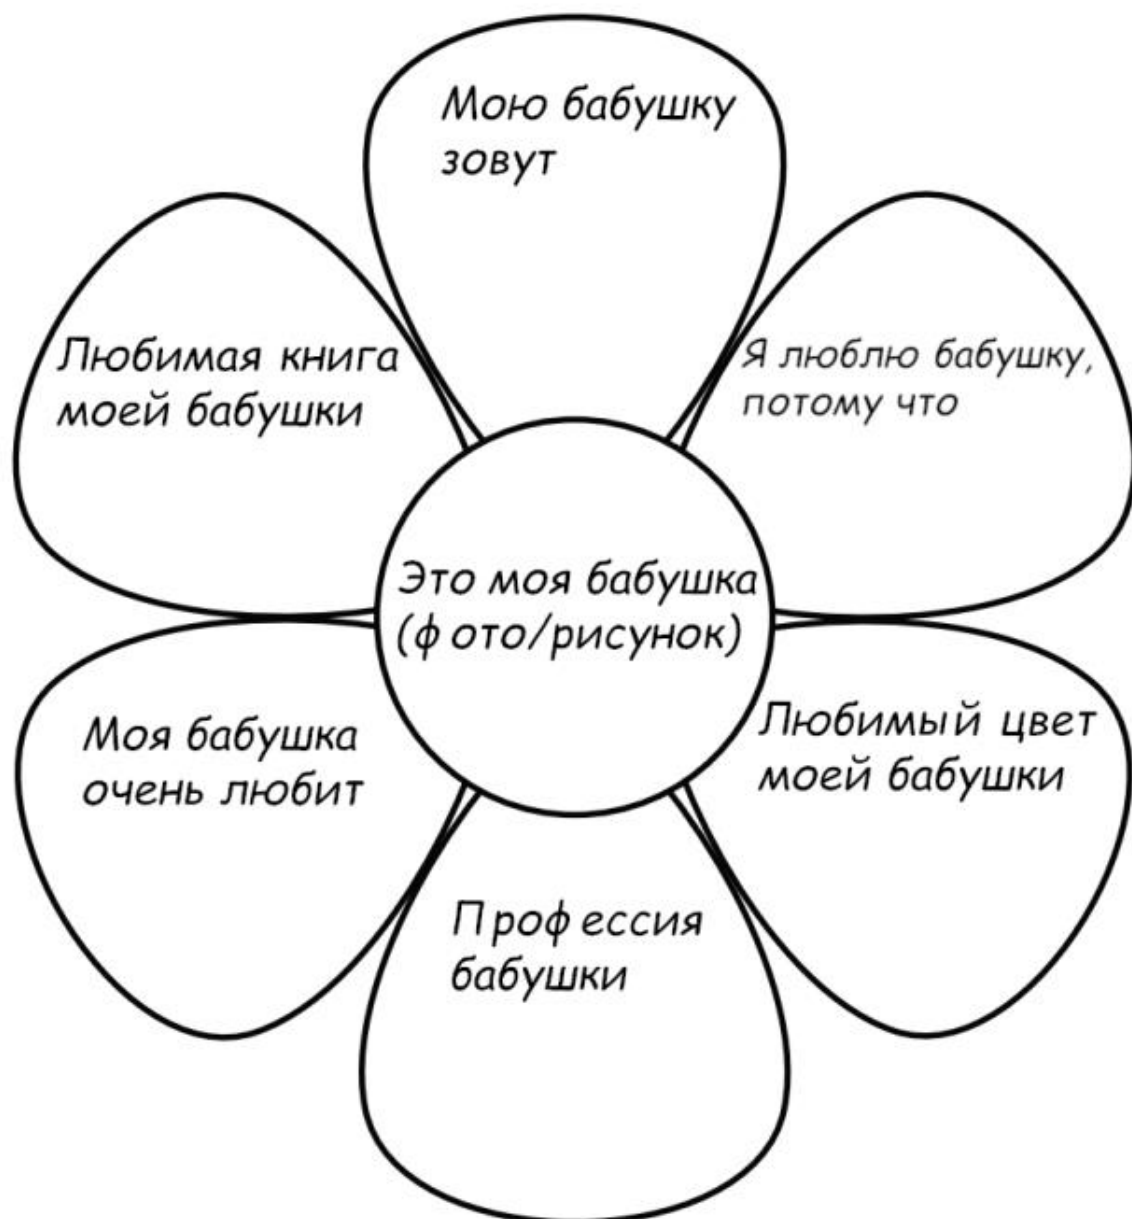 Мою бабушку
зовут
Любимая книга
моей бабушки
Я люблю бабушку,
потому что
Это моя бабушка
(фото/рисунок)
Моя бабушка
очень любит
Любимый цвет
моей бабушки
Профессия
бабушки